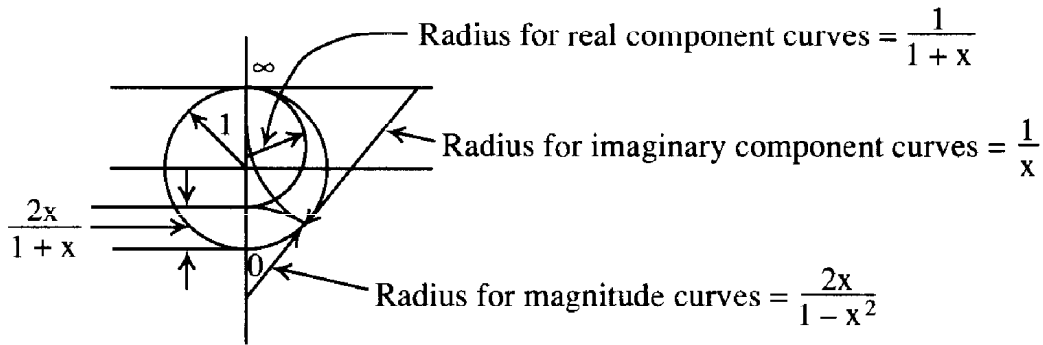 Radius for real component curves = 1/(1 + x)
∞
1
Radius for imaginary component curves = 1/x
2x/(1 + x)
0
Radius for magnitude curves = 2x/(1 − x²)